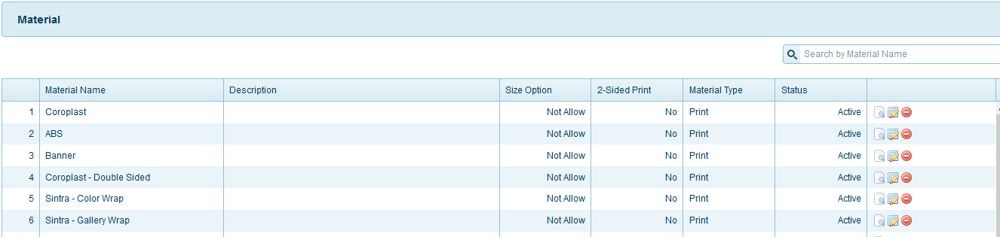 Material
Search by Material Name
Material Name Description Size Option 2-Sided Print Material Type Status
1 Coroplast Not Allow No Print Active
2 ABS Not Allow No Print Active
3 Banner Not Allow No Print Active
4 Coroplast - Double Sided Not Allow No Print Active
5 Sintra - Color Wrap Not Allow No Print Active
6 Sintra - Gallery Wrap Not Allow No Print Active